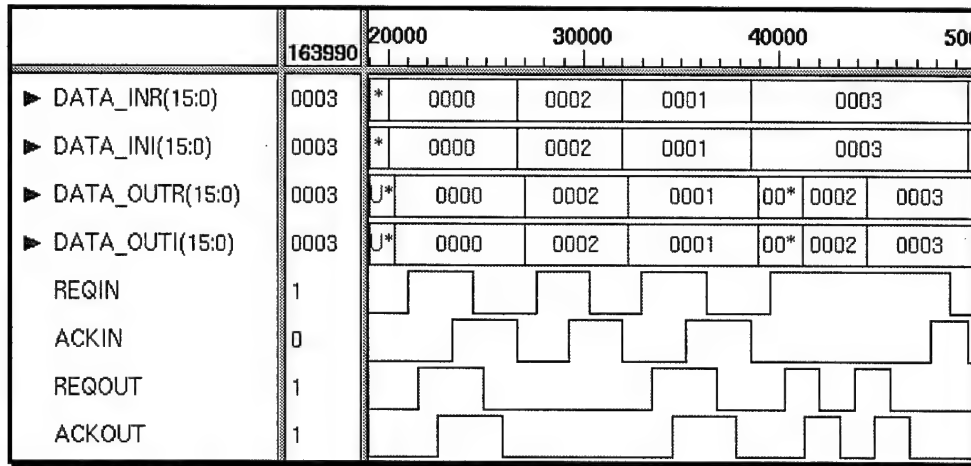 163990 20000 30000 40000 500
▶ DATA_INR(15:0) 0003 * 0000 0002 0001 0003
▶ DATA_INI(15:0) 0003 * 0000 0002 0001 0003
▶ DATA_OUTR(15:0) 0003 U* 0000 0002 0001 00* 0002 0003
▶ DATA_OUTI(15:0) 0003 U* 0000 0002 0001 00* 0002 0003
REQIN 1
ACKIN 0
REQOUT 1
ACKOUT 1